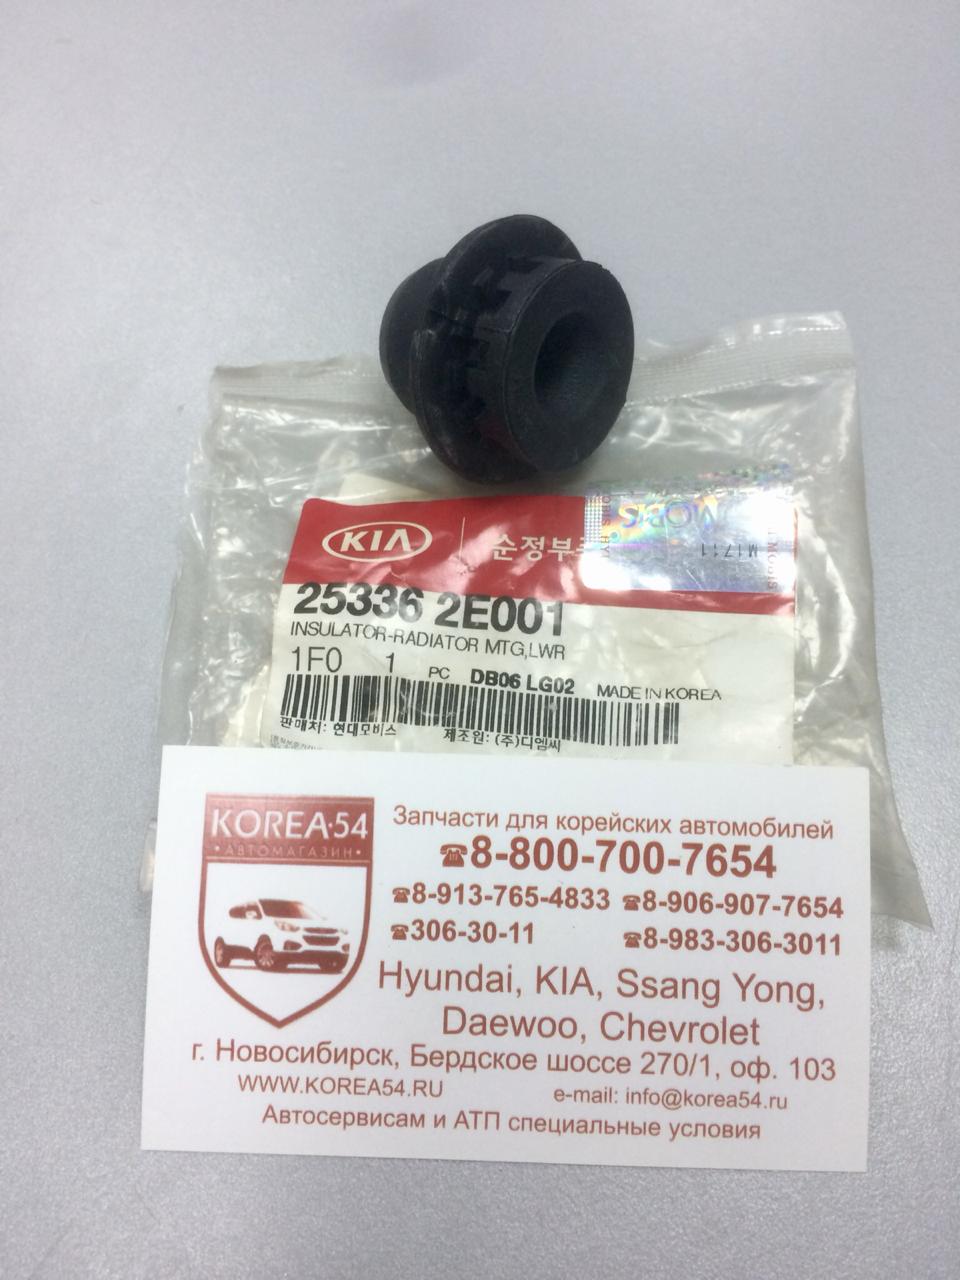 KIA 순정부
MOBIS
M1711
25336 2E001
INSULATOR-RADIATOR MTG,LWR
1F0 1 PC DB06 LG02 MADE IN KOREA
판매처: 현대모비스 제조원: (주)디엠씨
KOREA·54
•АВТОМАГАЗИН•
Запчасти для корейских автомобилей
☎8-800-700-7654
☎8-913-765-4833 ☎8-906-907-7654
☎306-30-11 ☎8-983-306-3011
Hyundai, KIA, Ssang Yong,
Daewoo, Chevrolet
г. Новосибирск, Бердское шоссе 270/1, оф. 103
WWW.KOREA54.RU e-mail: info@korea54.ru
Автосервисам и АТП специальные условия